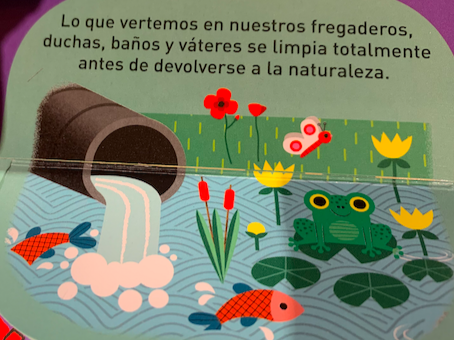 Lo que vertemos en nuestros fregaderos,
duchas, baños y váteres se limpia totalmente
antes de devolverse a la naturaleza.